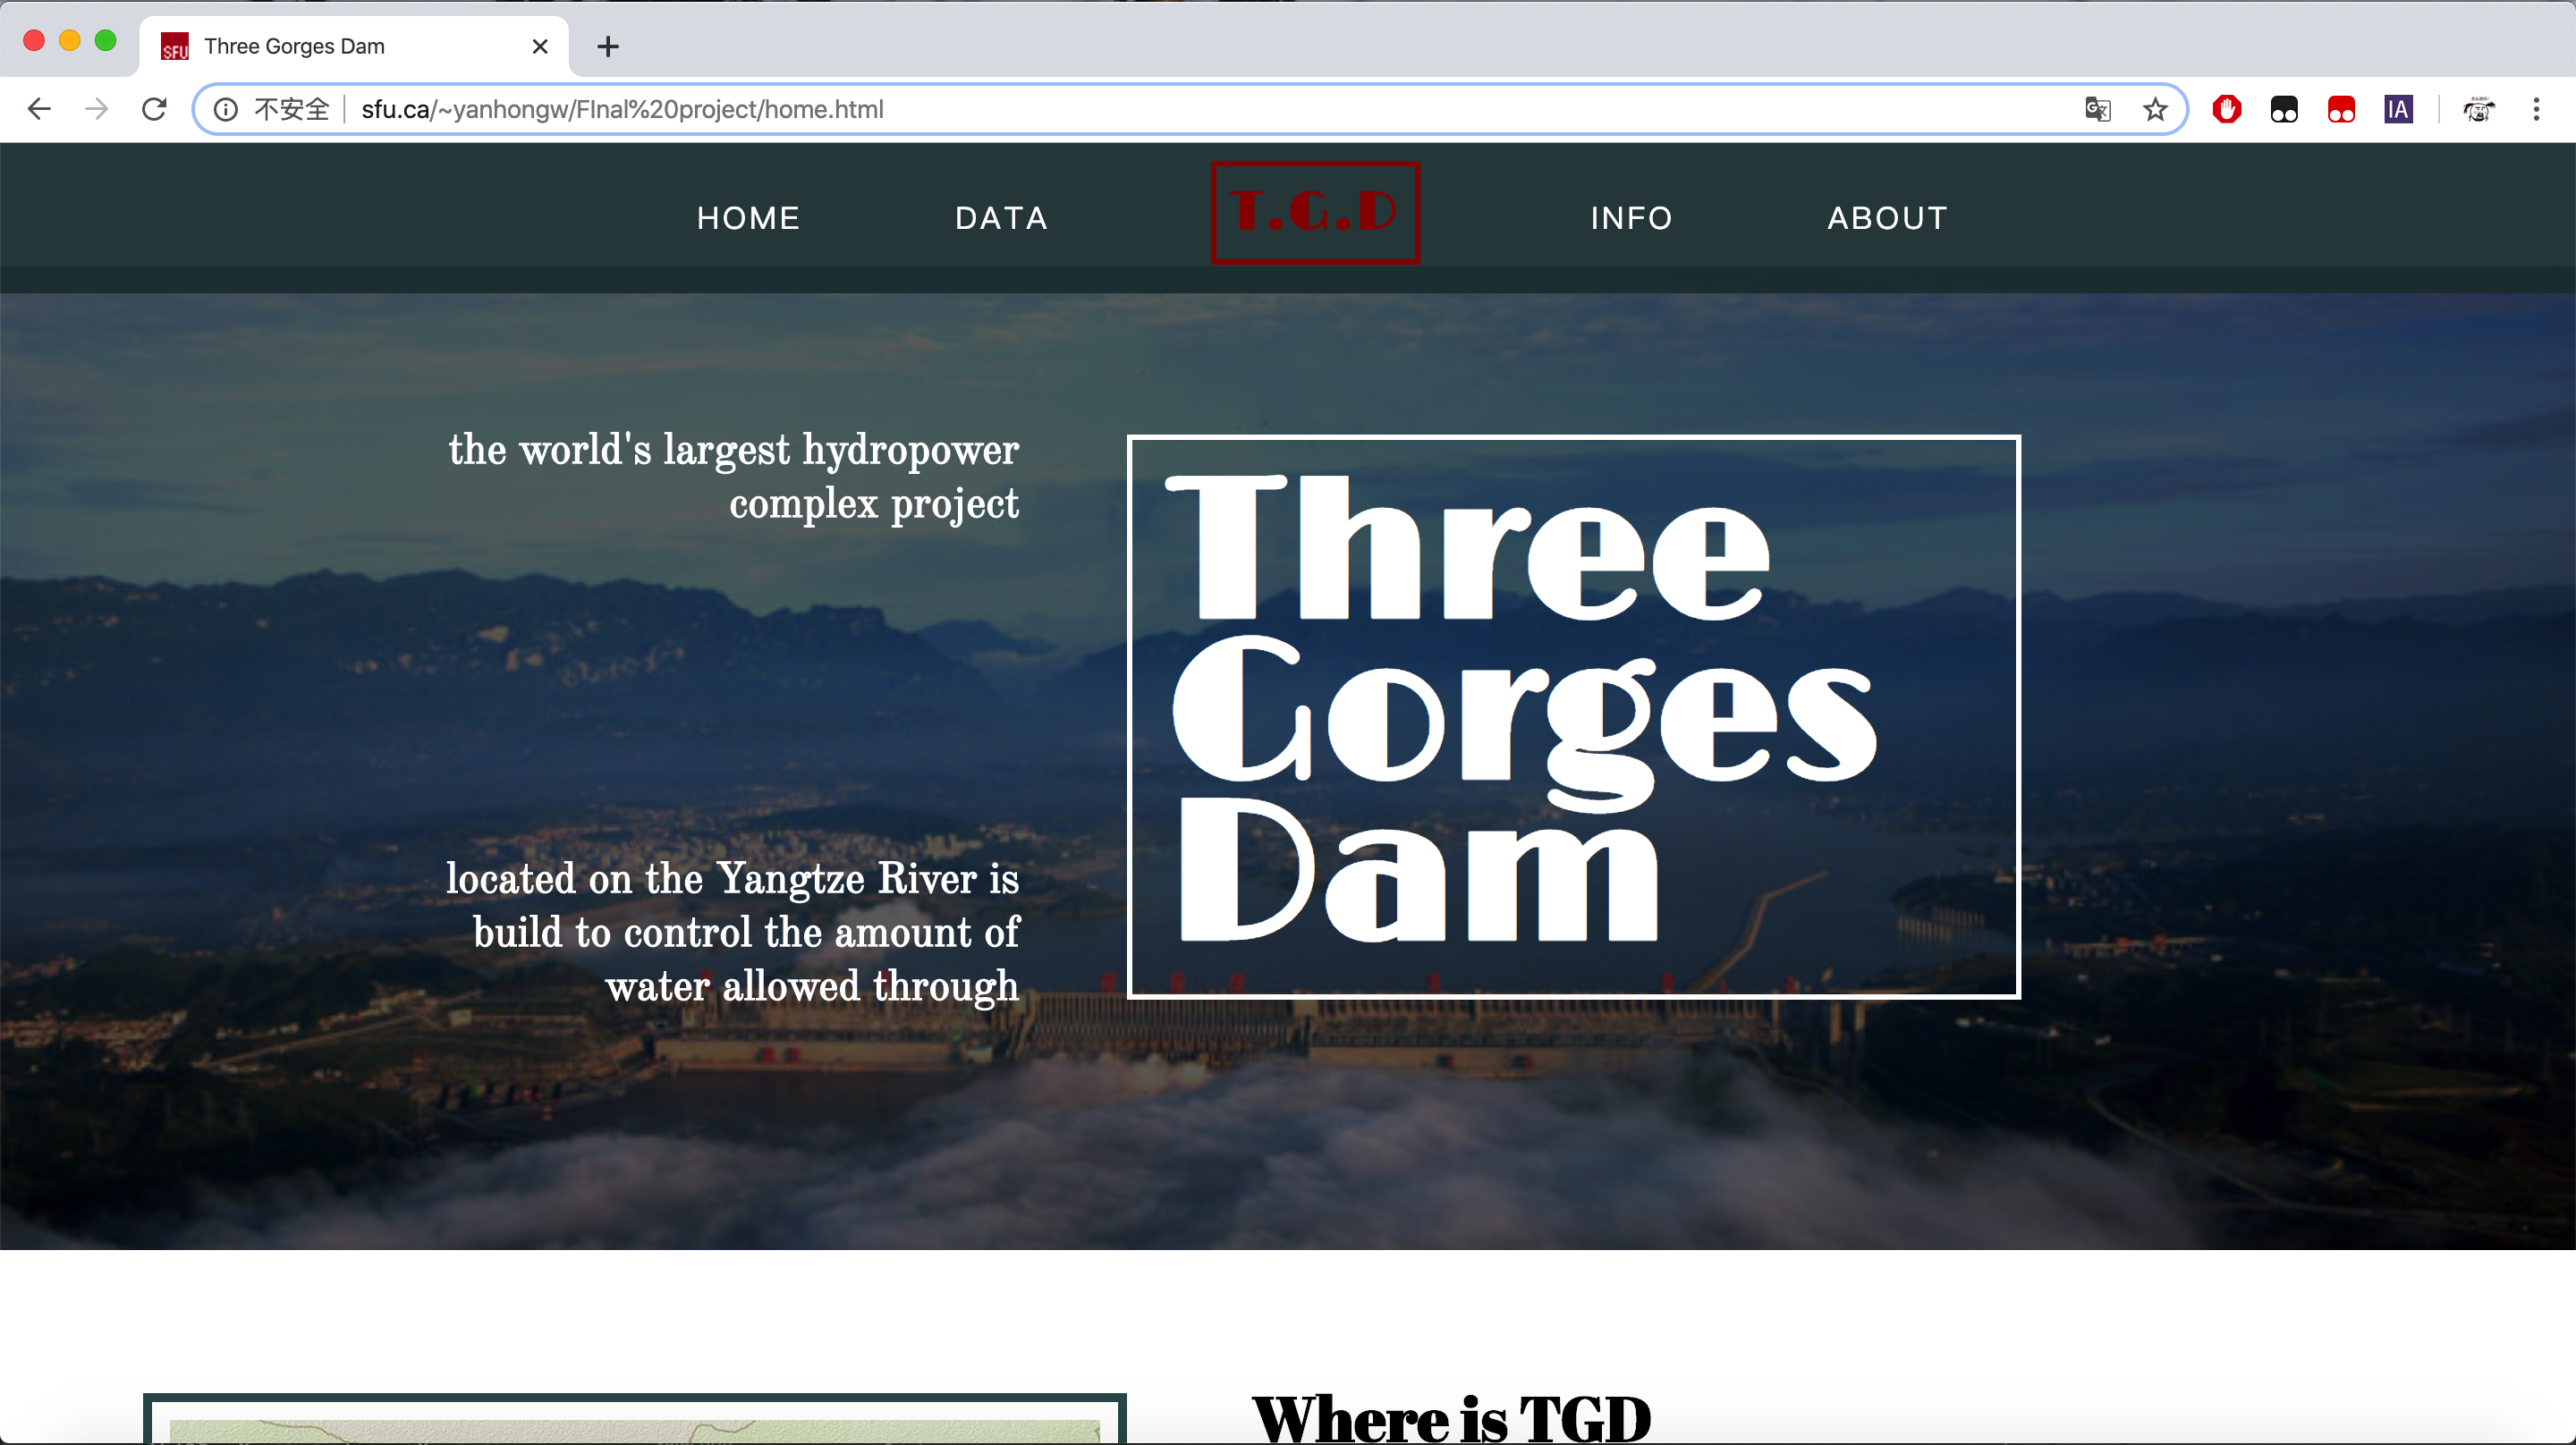 SFU Three Gorges Dam
不安全 sfu.ca/~yanhongw/FInal%20project/home.html IA
HOME DATA T.G.D INFO ABOUT
the world's largest hydropower
complex project
located on the Yangtze River is
build to control the amount of
water allowed through
Three
Gorges
Dam
Where is TGD